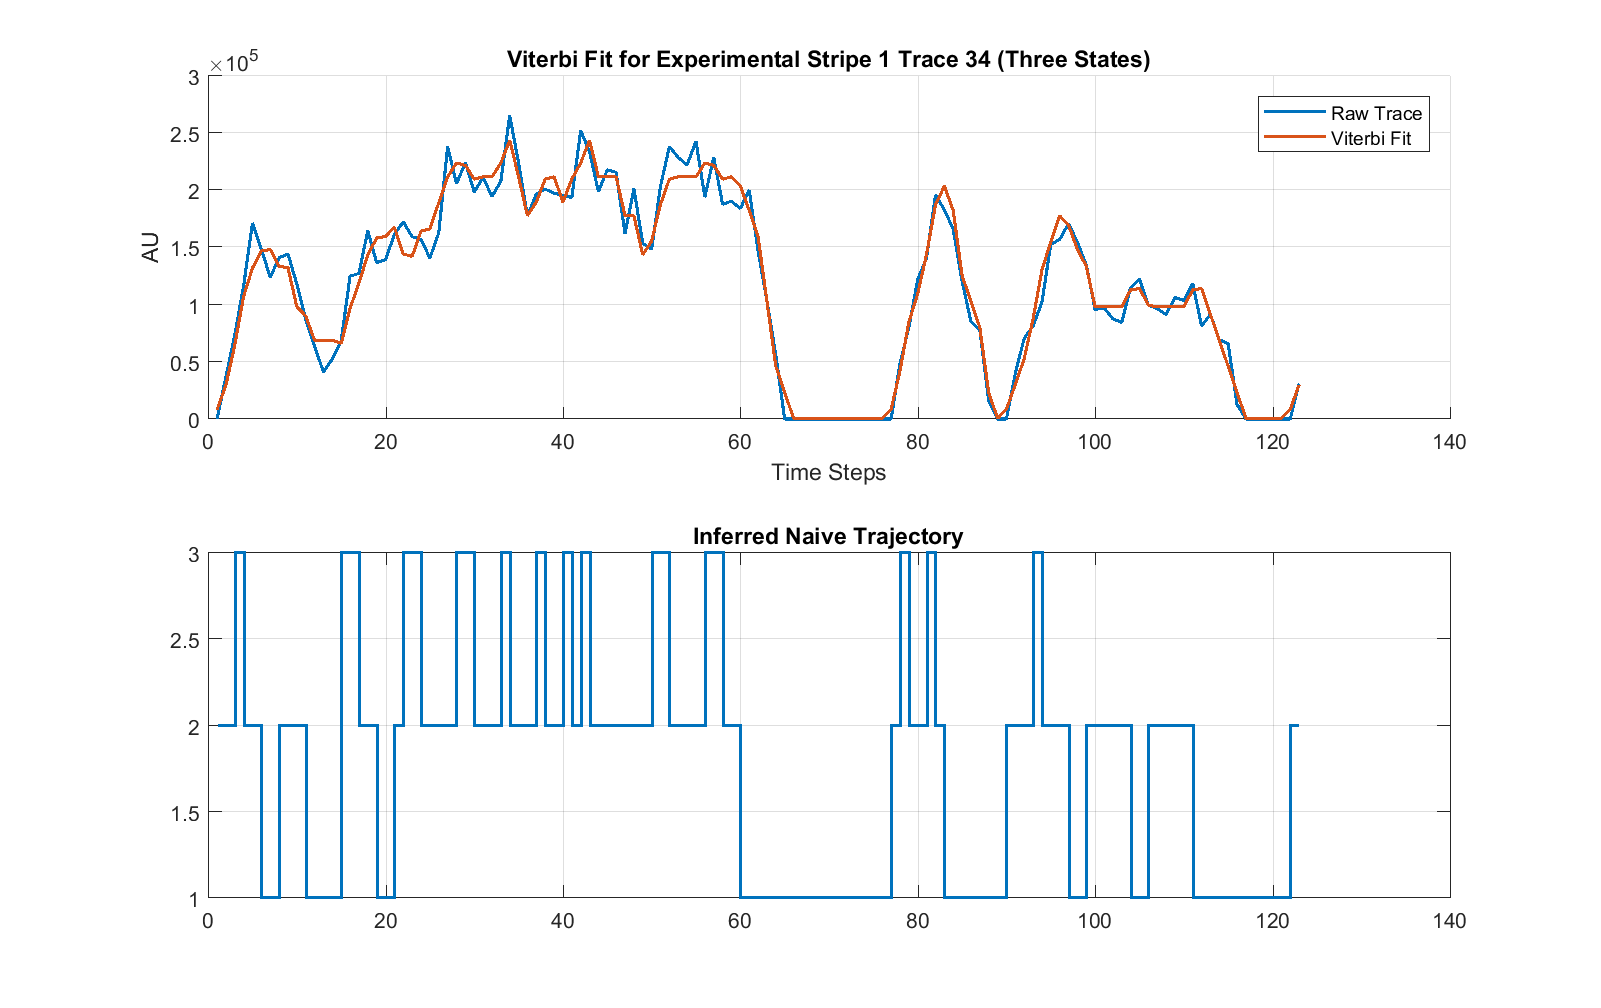 Viterbi Fit for Experimental Stripe 1 Trace 34 (Three States)
×10⁵
3
2.5
2
1.5
1
0.5
0
AU
Raw Trace
Viterbi Fit
0 20 40 60 80 100 120 140
Time Steps
Inferred Naive Trajectory
3
2.5
2
1.5
1
0 20 40 60 80 100 120 140